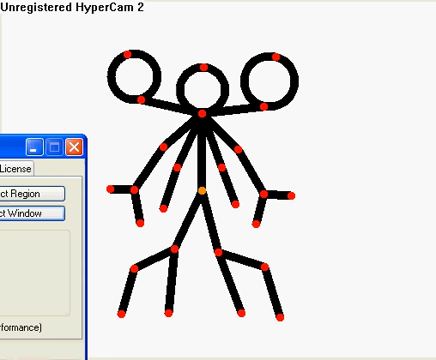 Unregistered HyperCam 2
License
ct Region
ct Window
formance)